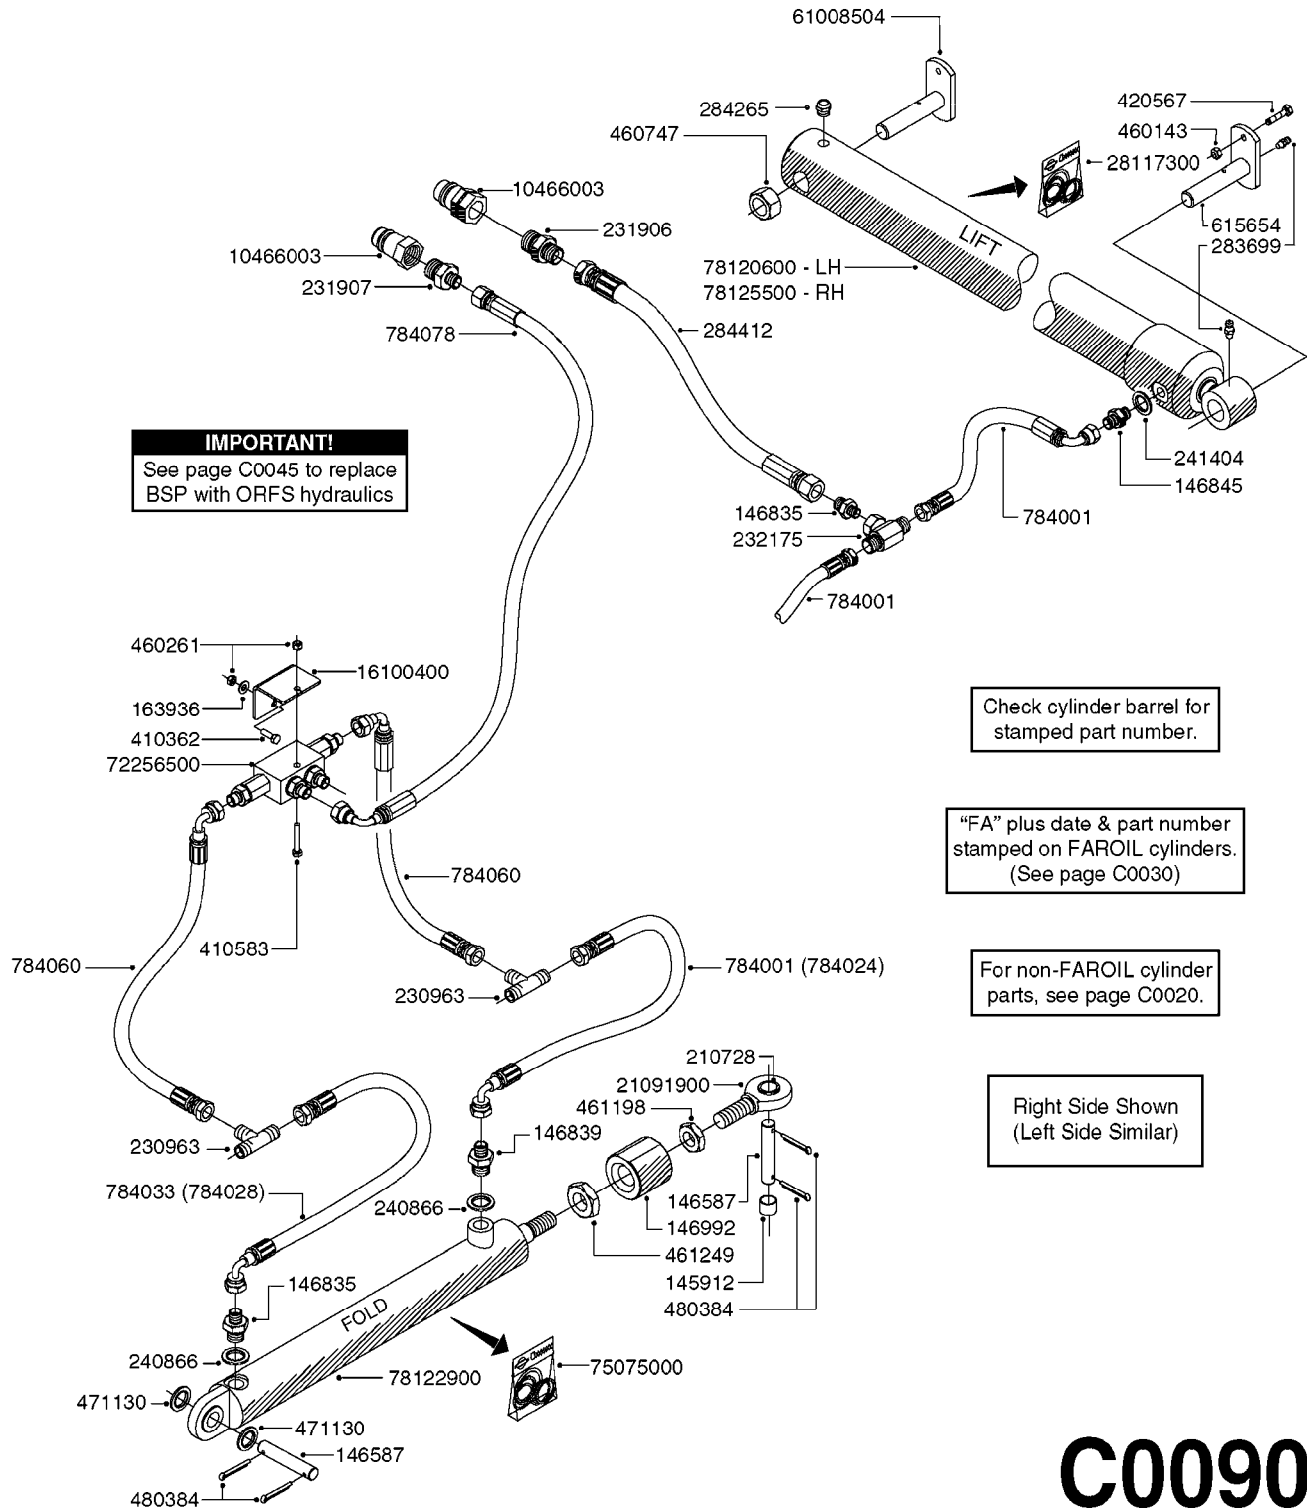 61008504
284265
460747
420567
460143
28117300
10466003
231906
10466003
231907
784078
LIFT
615654
283699
78120600 - LH
78125500 - RH
284412
IMPORTANT!
See page C0045 to replace
BSP with ORFS hydraulics
241404
146845
146835
232175
784001
784001
460261
16100400
163936
410362
72256500
Check cylinder barrel for
stamped part number.
"FA" plus date & part number
stamped on FAROIL cylinders.
(See page C0030)
784060
410583
784060
784001 (784024)
230963
For non-FAROIL cylinder
parts, see page C0020.
210728
21091900
461198
Right Side Shown
(Left Side Similar)
230963
146839
784033 (784028)
240866
146587
146992
461249
145912
480384
146835
FOLD
240866
75075000
78122900
471130
471130
146587
480384
C0090